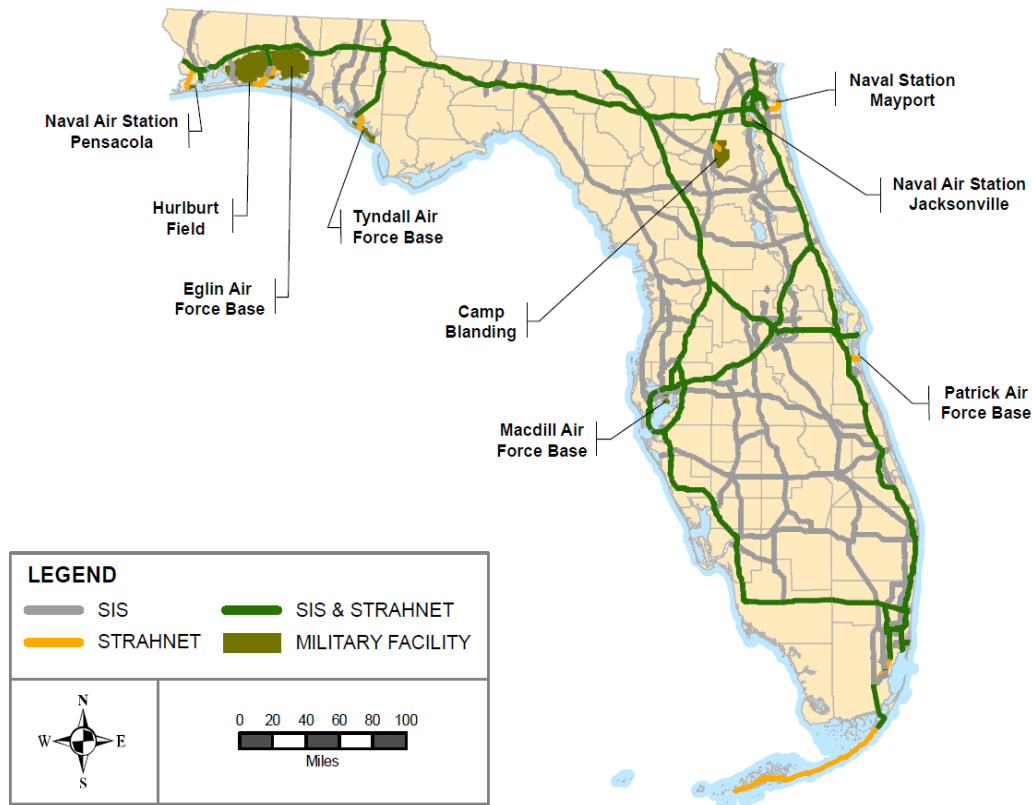 Naval Air Station
Pensacola
Hurlburt
Field
Eglin Air
Force Base
Tyndall Air
Force Base
Camp
Blanding
Macdill Air
Force Base
Naval Station
Mayport
Naval Air Station
Jacksonville
Patrick Air
Force Base
LEGEND
SIS
SIS & STRAHNET
STRAHNET
MILITARY FACILITY
N
W
E
S
0 20 40 60 80 100
Miles